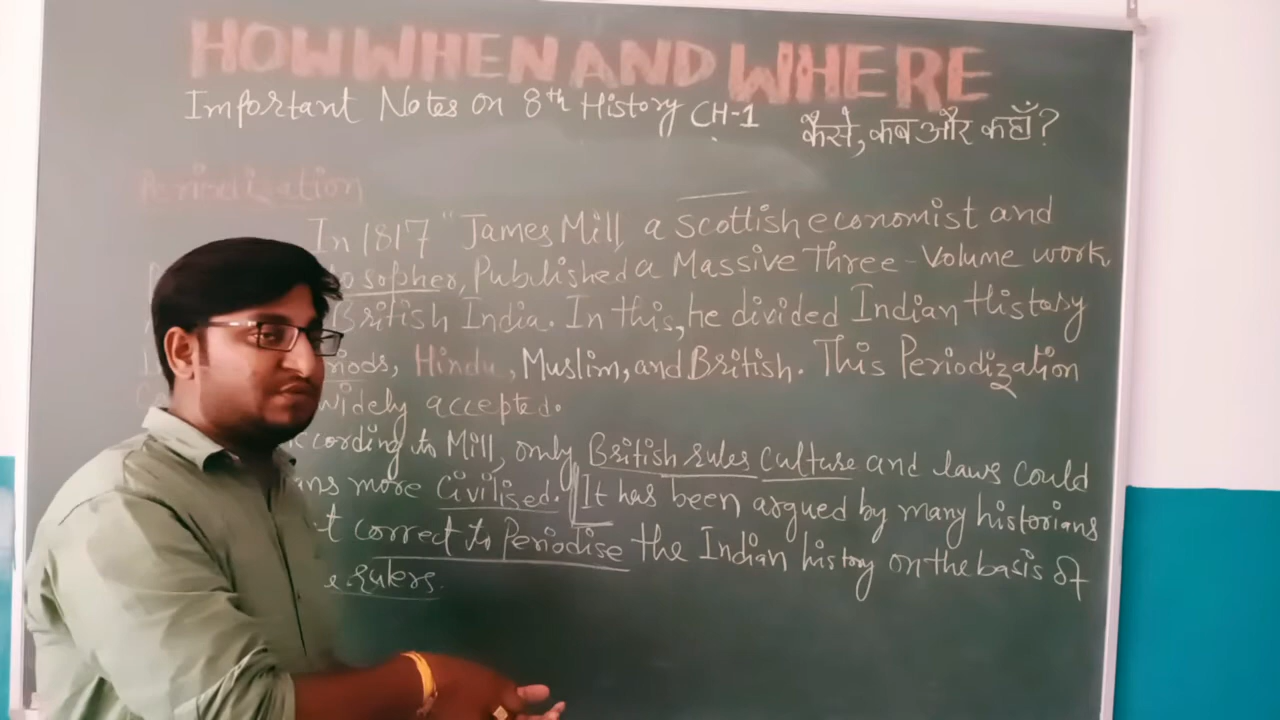 HOW WHEN AND WHERE
Important Notes on 8th History CH-1
कैसे, कब और कहाँ?
Periodization
In 1817 "James Mill, a Scottish economist and
sopher, Published a Massive Three-Volume work
British India. In this, he divided Indian History
riods, Hindu, Muslim, and British. This Periodization
widely accepted.
ccording to Mill, only British rules culture and laws could
ans more Civilised. It has been argued by many historians
t correct to Periodise the Indian history on the basis of
rulers.